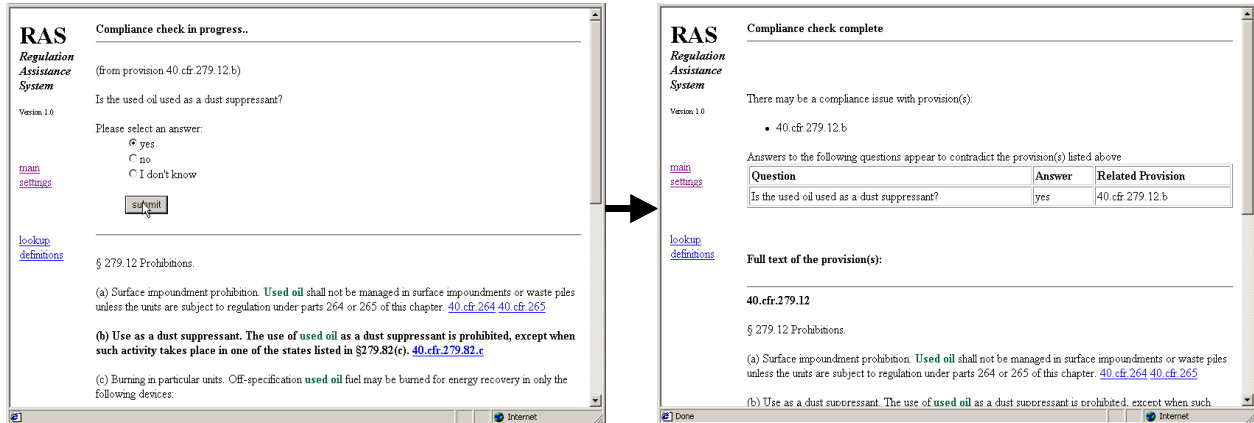 RAS
Regulation
Assistance
System
Version 1.0
main
settings
lookup
definitions
Compliance check in progress..
(from provision 40.cfr.279.12.b)
Is the used oil used as a dust suppressant?
Please select an answer:
yes
no
I don't know
submit
§ 279.12 Prohibitions.
(a) Surface impoundment prohibition. Used oil shall not be managed in surface impoundments or waste piles
unless the units are subject to regulation under parts 264 or 265 of this chapter. 40.cfr.264 40.cfr.265
(b) Use as a dust suppressant. The use of used oil as a dust suppressant is prohibited, except when
such activity takes place in one of the states listed in §279.82(c). 40.cfr.279.82.c
(c) Burning in particular units. Off-specification used oil fuel may be burned for energy recovery in only the
following devices:
Internet
RAS
Regulation
Assistance
System
Version 1.0
main
settings
lookup
definitions
Compliance check complete
There may be a compliance issue with provision(s):
• 40.cfr.279.12.b
Answers to the following questions appear to contradict the provision(s) listed above
Question Answer Related Provision
Is the used oil used as a dust suppressant? yes 40.cfr.279.12.b
Full text of the provision(s):
40.cfr.279.12
§ 279.12 Prohibitions.
(a) Surface impoundment prohibition. Used oil shall not be managed in surface impoundments or waste piles
unless the units are subject to regulation under parts 264 or 265 of this chapter. 40.cfr.264 40.cfr.265
(b) Use as a dust suppressant. The use of used oil as a dust suppressant is prohibited, except when such
Done Internet